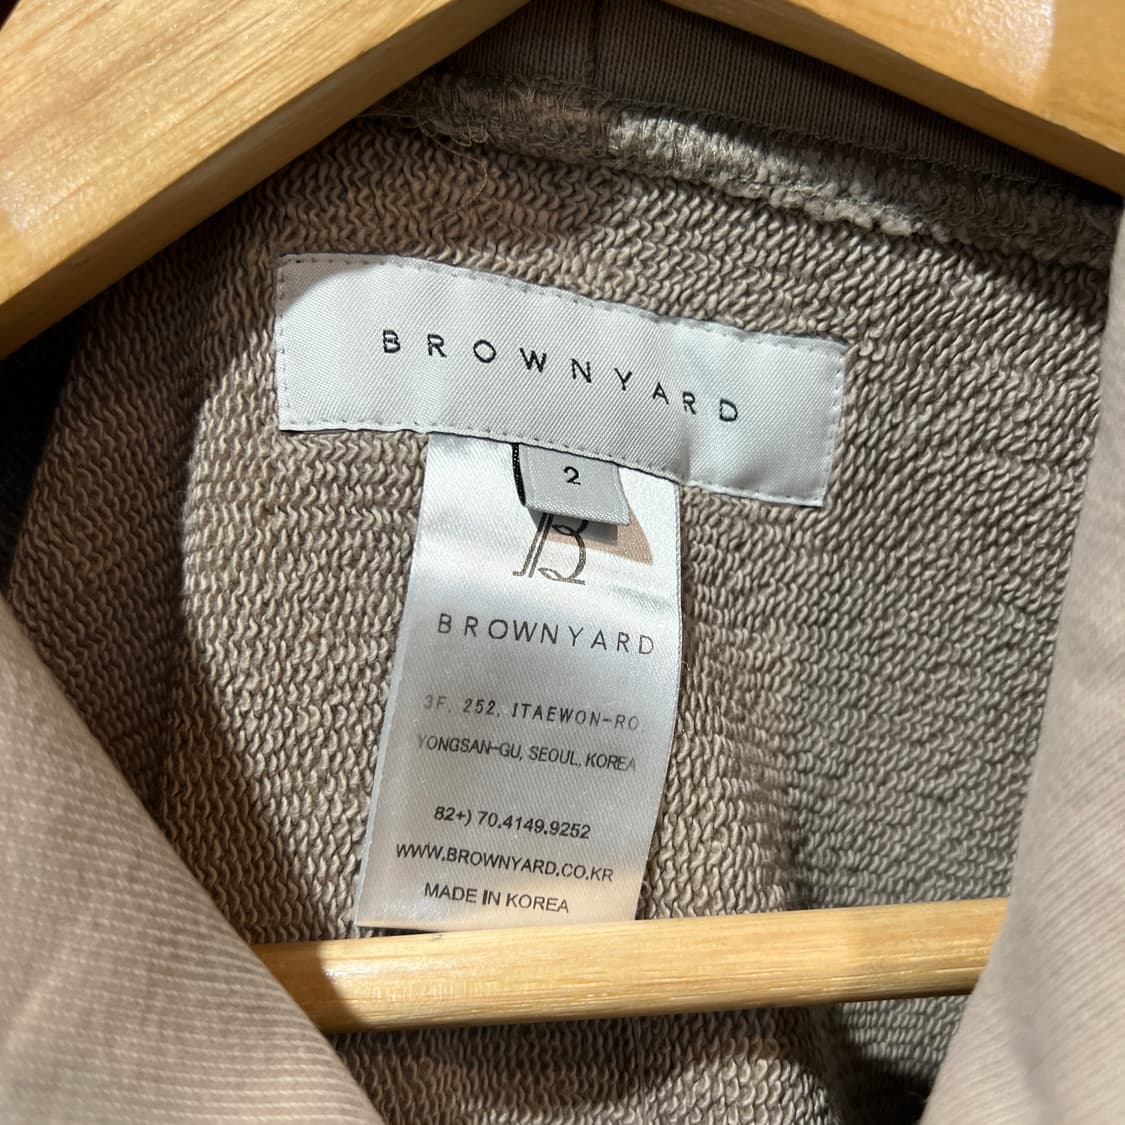 BROWNYARD
2
B
BROWNYARD
3F, 252, ITAEWON-RO
YONGSAN-GU, SEOUL, KOREA
82+) 70.4149.9252
WWW.BROWNYARD.CO.KR
MADE IN KOREA